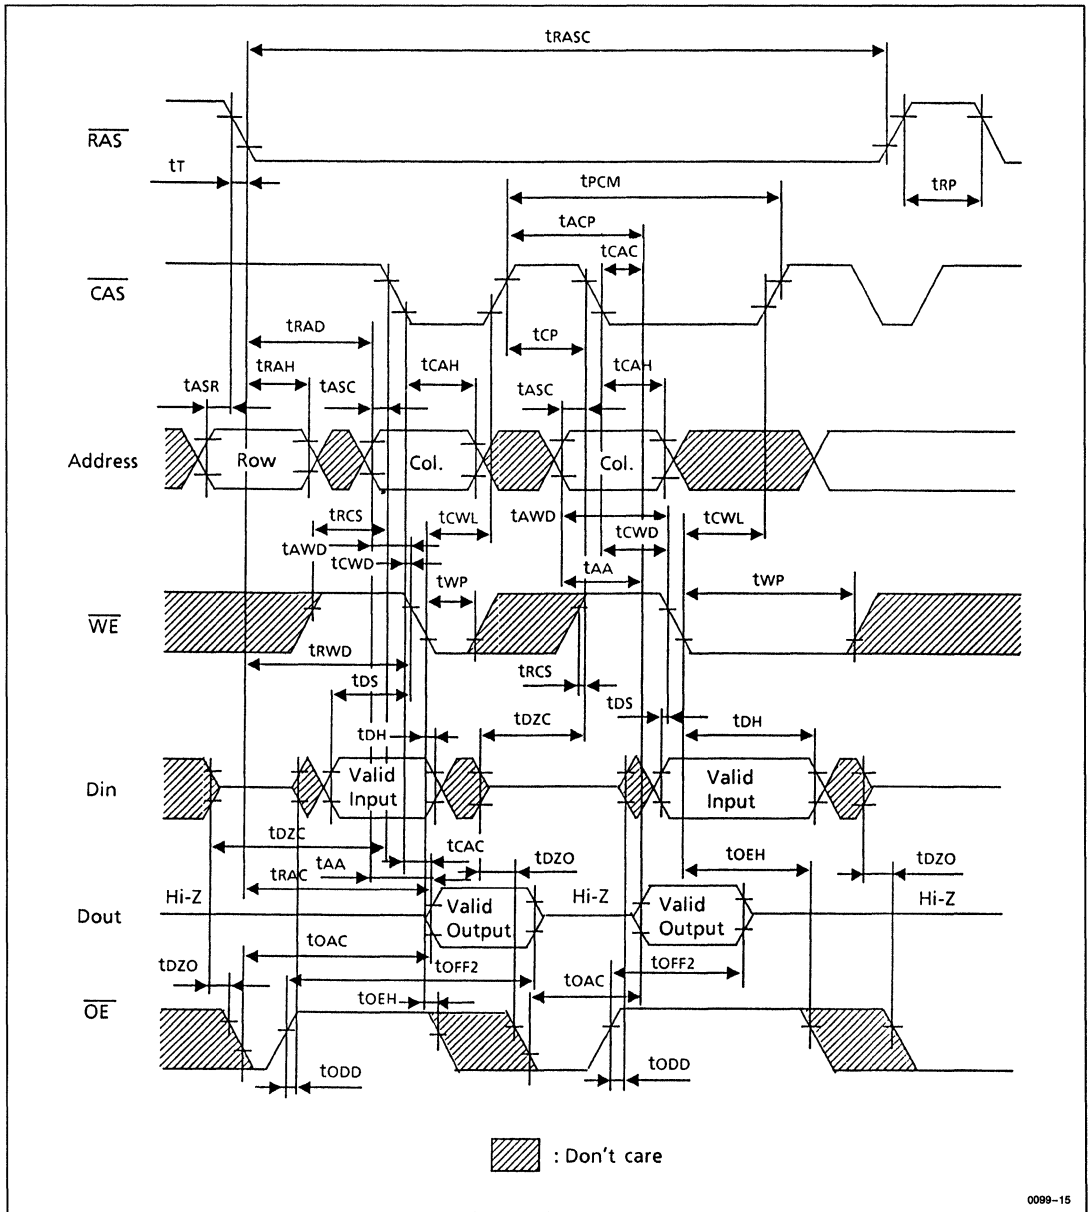 tRASC
RAS
tT
tPCM
tRP
tACP
tCAC
CAS
tRAD
tCP
tRAH
tCAH
tCAH
tASR
tASC
tASC
Address
Row
Col.
Col.
tRCS
tCWL
tAWD
tCWL
tAWD
tCWD
tCWD
tAA
tWP
tWP
WE
tRWD
tRCS
tDS
tDS
tDZC
tDH
tDH
Din
Valid
Input
Valid
Input
tDZC
tCAC
tAA
tDZO
tOEH
tDZO
tRAC
Hi-Z
Hi-Z
Hi-Z
Dout
Valid
Output
Valid
Output
tOAC
tDZO
tOFF2
tOFF2
tOAC
tOEH
OE
tODD
tODD
: Don't care
0099-15